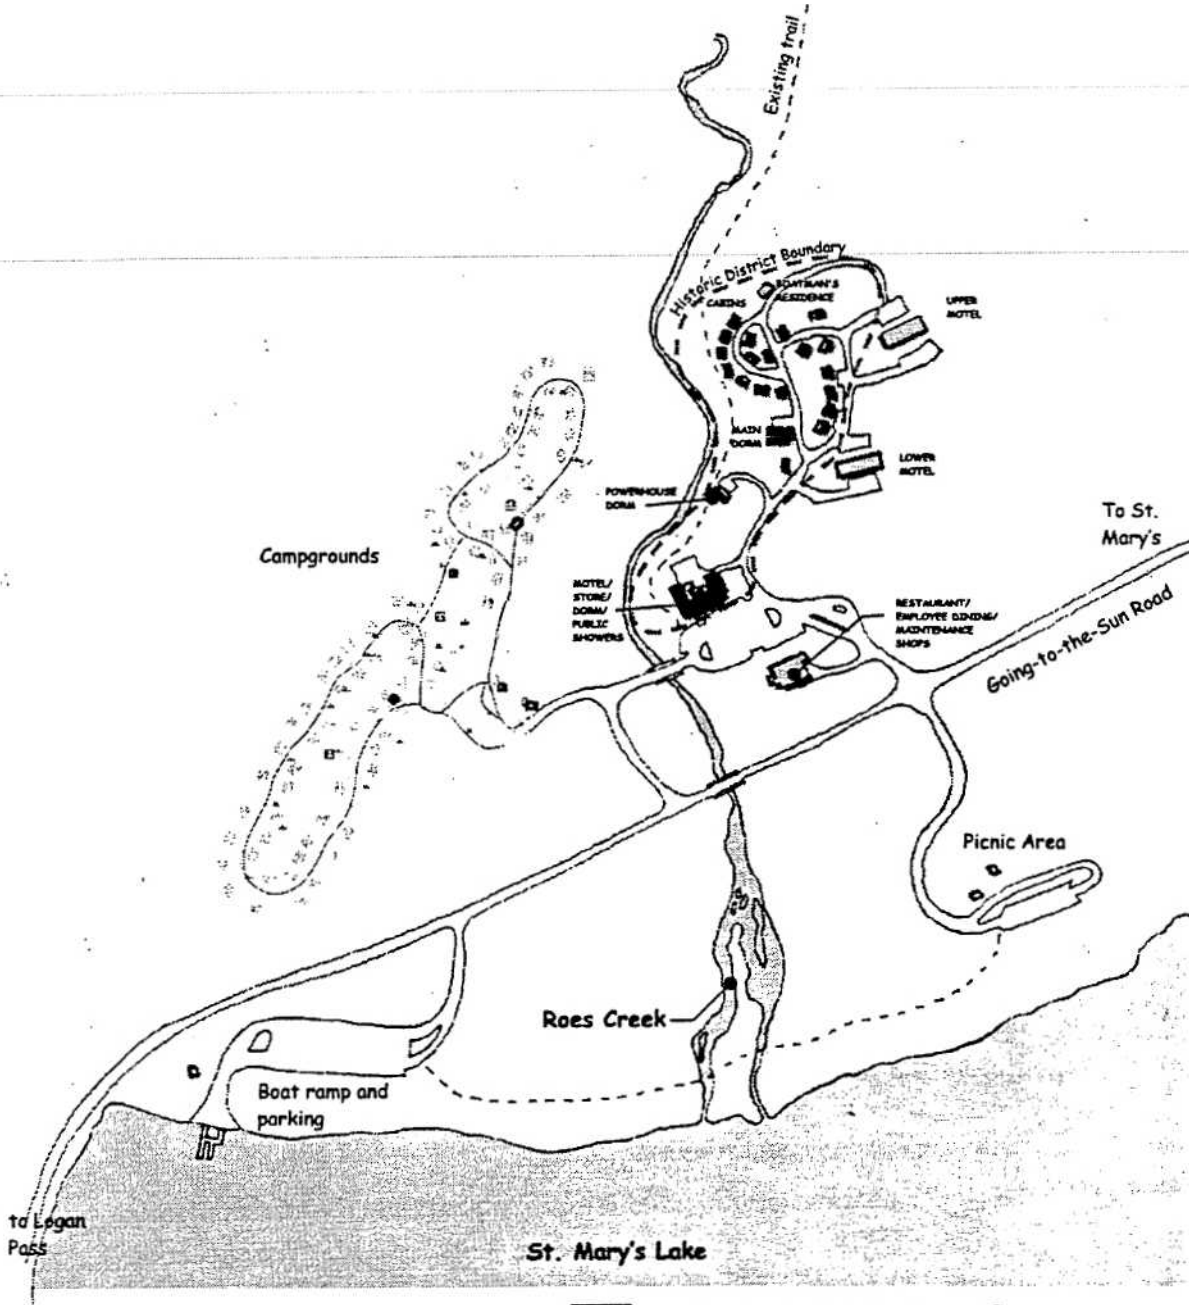 Existing trail
Historic District Boundary
CABINS
BOATMAN'S
RESIDENCE
UPPER
MOTEL
MAIN
DORM
LOWER
MOTEL
POWERHOUSE
DORM
To St.
Mary's
Campgrounds
MOTEL/
STORE/
DORM/
PUBLIC
SHOWERS
RESTAURANT/
EMPLOYEE DINING/
MAINTENANCE
SHOPS
Going-to-the-Sun Road
Picnic Area
Roes Creek
Boat ramp and
parking
to Logan
Pass
St. Mary's Lake